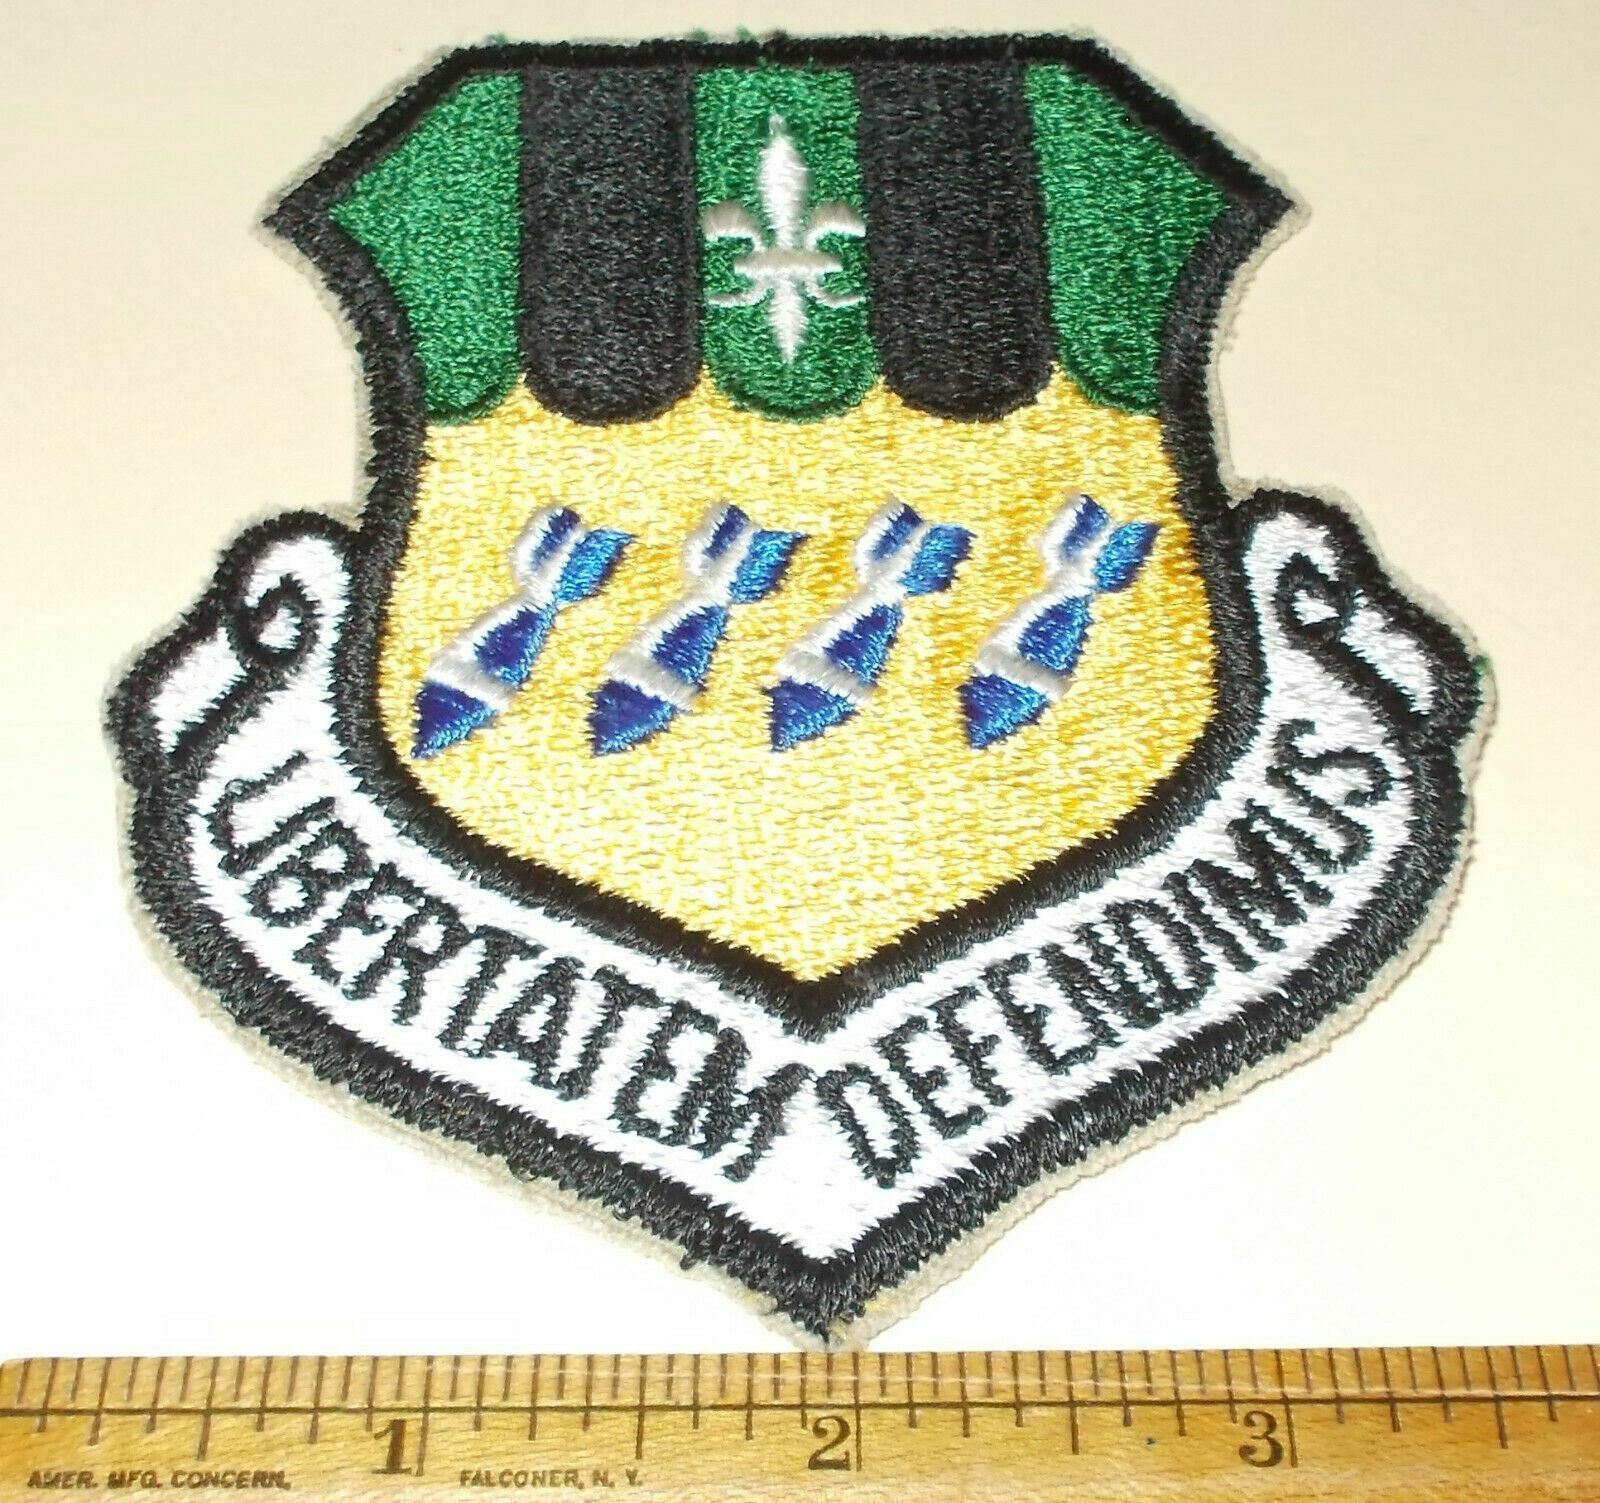 LIBERTATEM DEFENDIMUS
1 2 3
AMER. MFG. CONCERN, FALCONER, N. Y.